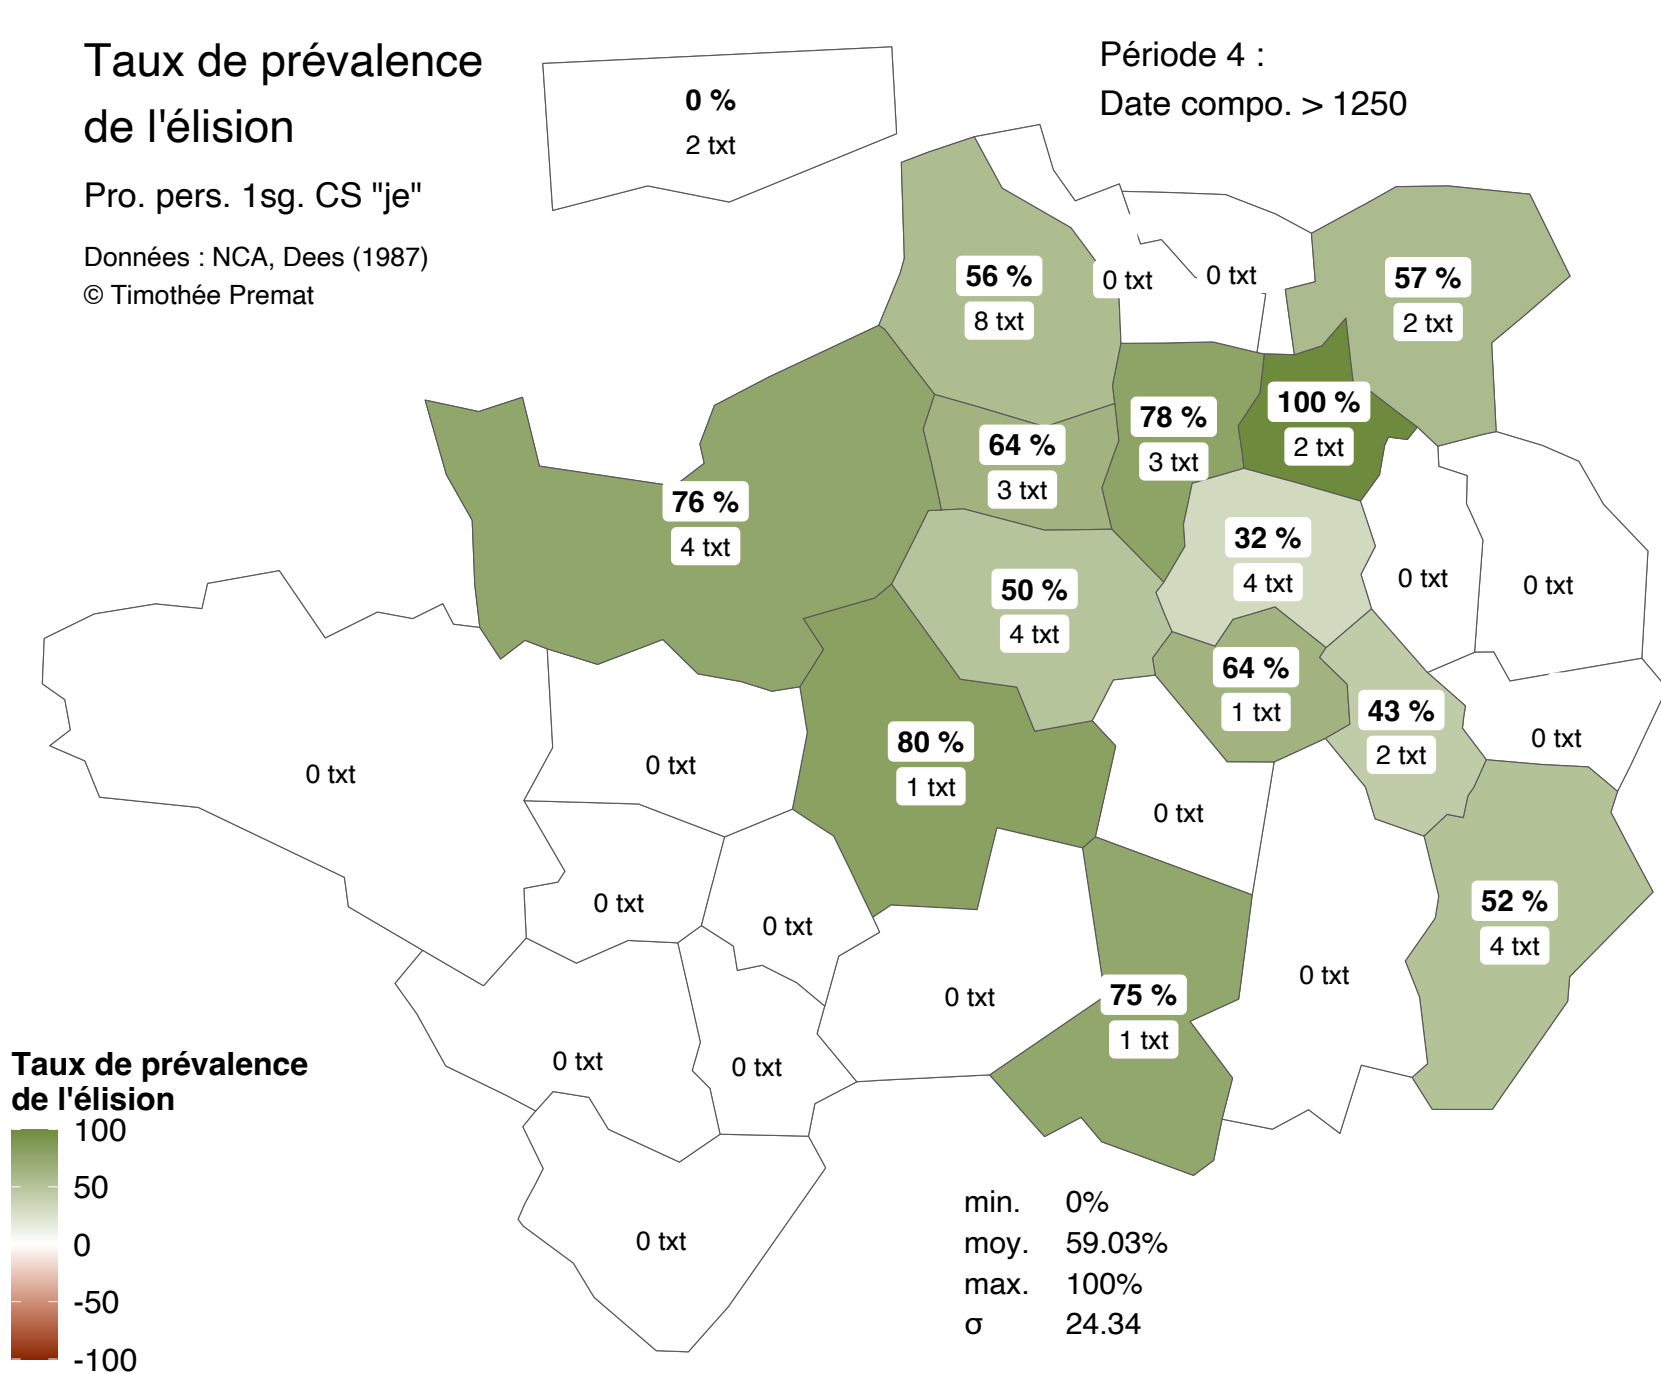 Taux de prévalence
de l'élision
Pro. pers. 1sg. CS "je"
Données : NCA, Dees (1987)
© Timothée Premat
Période 4 :
Date compo. > 1250
0 %
2 txt
56 %
8 txt
0 txt
0 txt
57 %
2 txt
100 %
2 txt
78 %
3 txt
64 %
3 txt
76 %
4 txt
32 %
4 txt
50 %
4 txt
0 txt
0 txt
64 %
1 txt
43 %
2 txt
0 txt
80 %
1 txt
0 txt
0 txt
0 txt
0 txt
0 txt
52 %
4 txt
0 txt
0 txt
75 %
1 txt
0 txt
0 txt
0 txt
0 txt
Taux de prévalence
de l'élision
100
50
0
-50
-100
min. 0%
moy. 59.03%
max. 100%
σ 24.34